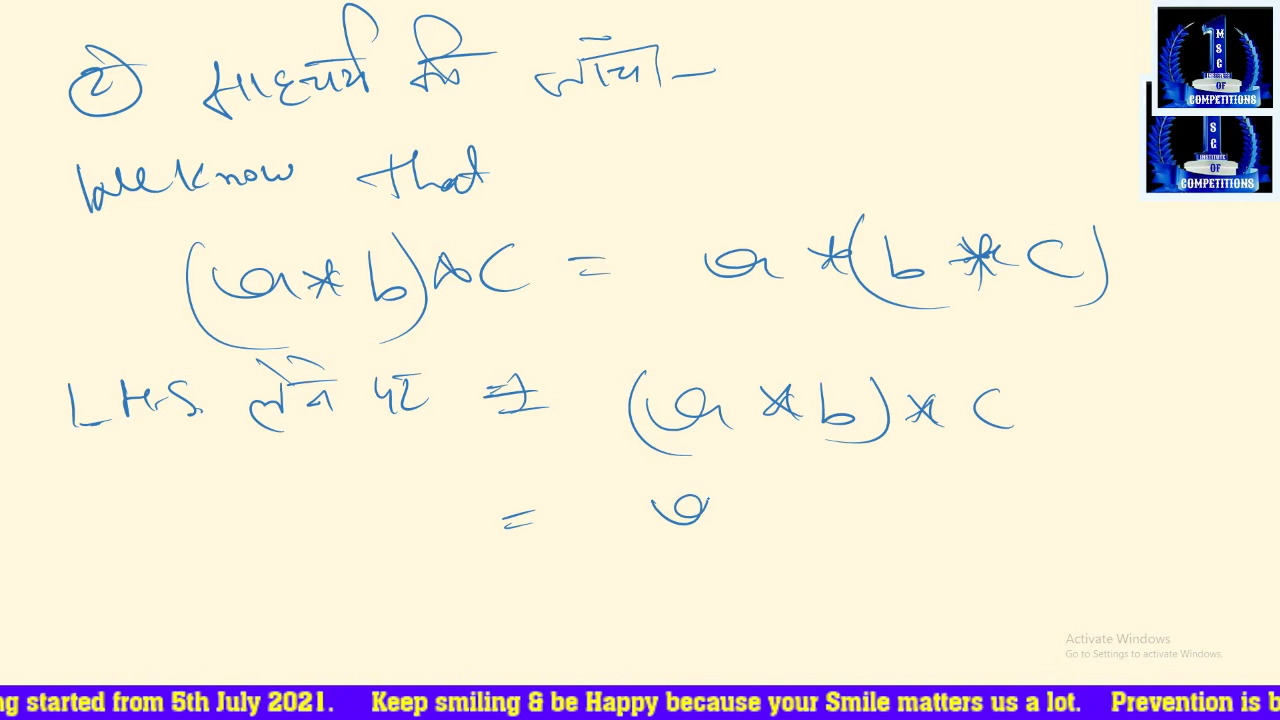 ② साहचर्य कि जाँच —
We know that
(a * b) * c = a * (b * c)
L.H.S. लेने पर ⇒ (a * b) * c
= a
1
M
S
C
INSTITUTE
OF
COMPETITIONS
S
C
INSTITUTE
OF
COMPETITIONS
Activate Windows
Go to Settings to activate Windows.
ng started from 5th July 2021. Keep smiling & be Happy because your Smile matters us a lot. Prevention is b